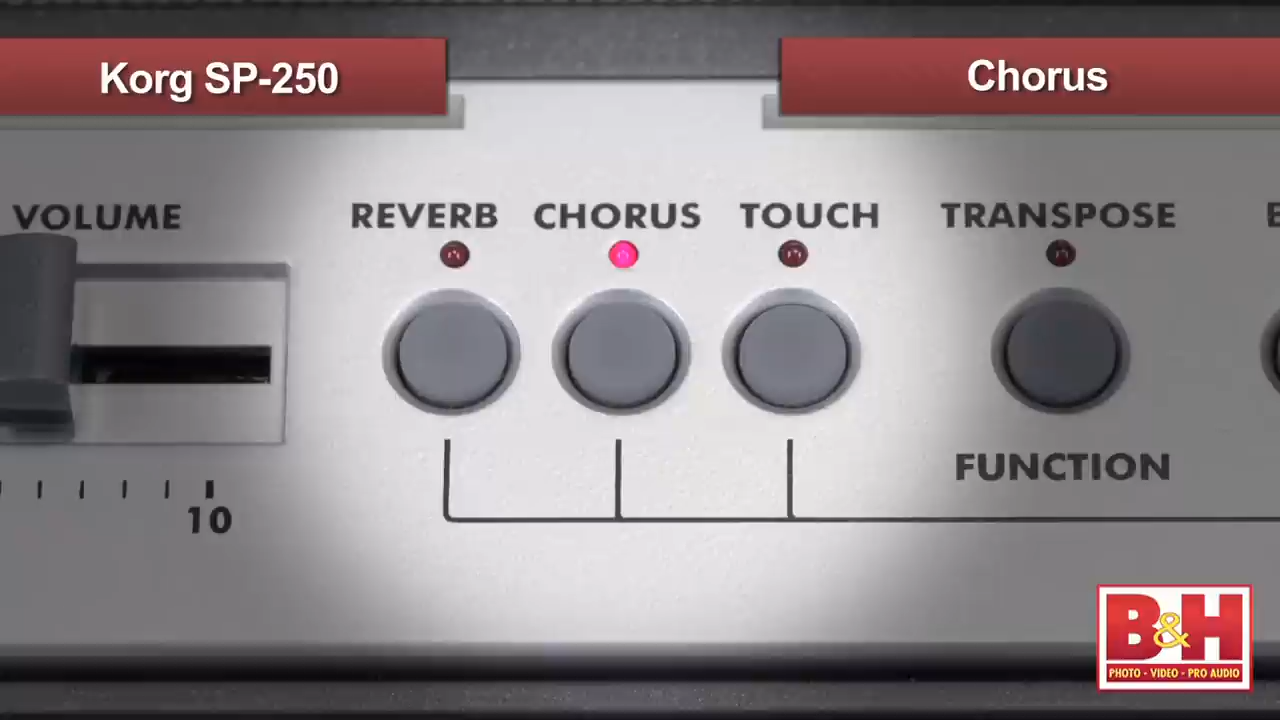 Korg SP-250
Chorus
VOLUME
REVERB
CHORUS
TOUCH
TRANSPOSE
FUNCTION
10
B&H
PHOTO - VIDEO - PRO AUDIO